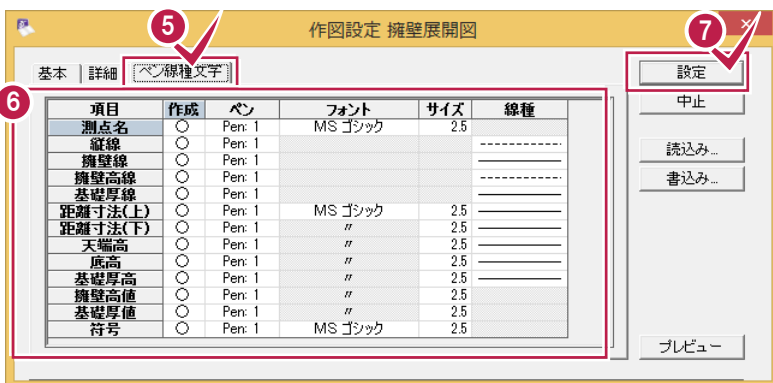 作図設定 擁壁展開図
5
7
基本 詳細 ペン線種文字
設定
中止
読込み...
書込み...
プレビュー
6
項目 作成 ペン フォント サイズ 線種
測点名 ○ Pen: 1 MS ゴシック 2.5
縦線 ○ Pen: 1
擁壁線 ○ Pen: 1
擁壁高線 ○ Pen: 1
基礎厚線 ○ Pen: 1
距離寸法(上) ○ Pen: 1 MS ゴシック 2.5
距離寸法(下) ○ Pen: 1 〃 2.5
天端高 ○ Pen: 1 〃 2.5
底高 ○ Pen: 1 〃 2.5
基礎厚高 ○ Pen: 1 〃 2.5
擁壁高値 ○ Pen: 1 〃 2.5
基礎厚値 ○ Pen: 1 〃 2.5
符号 ○ Pen: 1 MS ゴシック 2.5